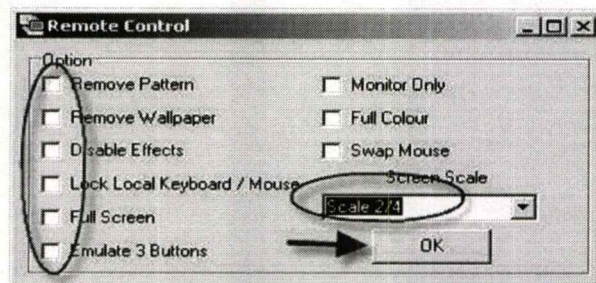 Remote Control
Option
Remove Pattern
Monitor Only
Remove Wallpaper
Full Colour
Disable Effects
Swap Mouse
Lock Local Keyboard / Mouse
Screen Scale
Full Screen
Scale 2/4
Emulate 3 Buttons
OK